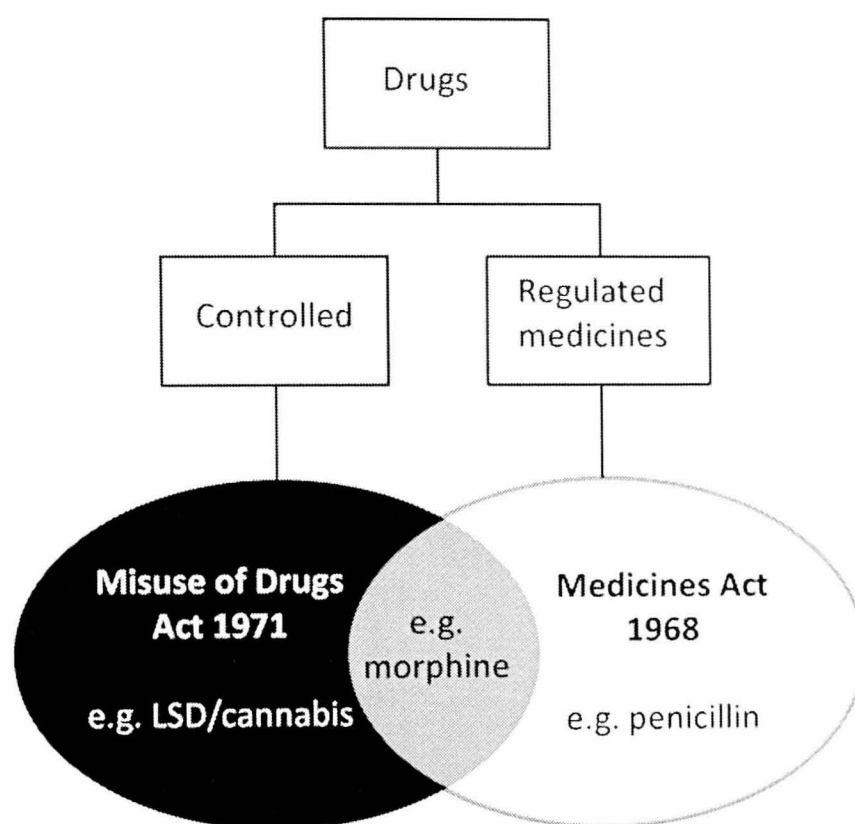 Drugs
Controlled
Regulated
medicines
Misuse of Drugs
Act 1971
e.g. LSD/cannabis
e.g.
morphine
Medicines Act
1968
e.g. penicillin